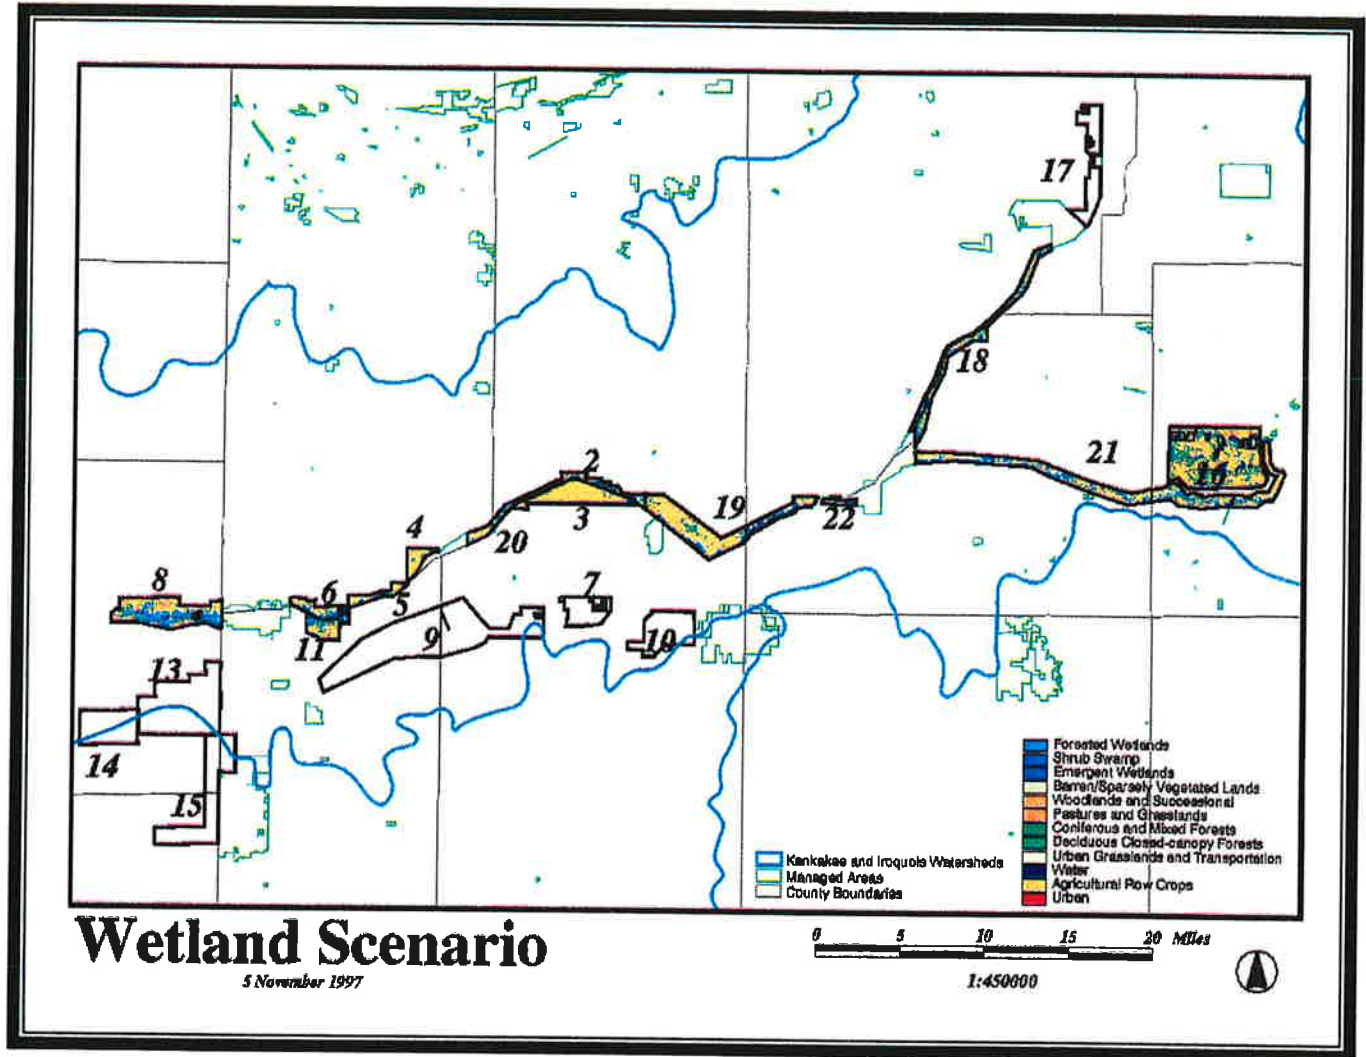 17
18
21
16
2
19
3
22
4
20
8
6
5
7
11
9
10
13
14
15
Forested Wetlands
Shrub Swamp
Emergent Wetlands
Barren/Sparsely Vegetated Lands
Woodlands and Successional
Pastures and Grasslands
Coniferous and Mixed Forests
Deciduous Closed-canopy Forests
Urban Grasslands and Transportation
Water
Agricultural Row Crops
Urban
Kankakee and Iroquois Watersheds
Managed Areas
County Boundaries
Wetland Scenario
5 November 1997
0 5 10 15 20 Miles
1:450000